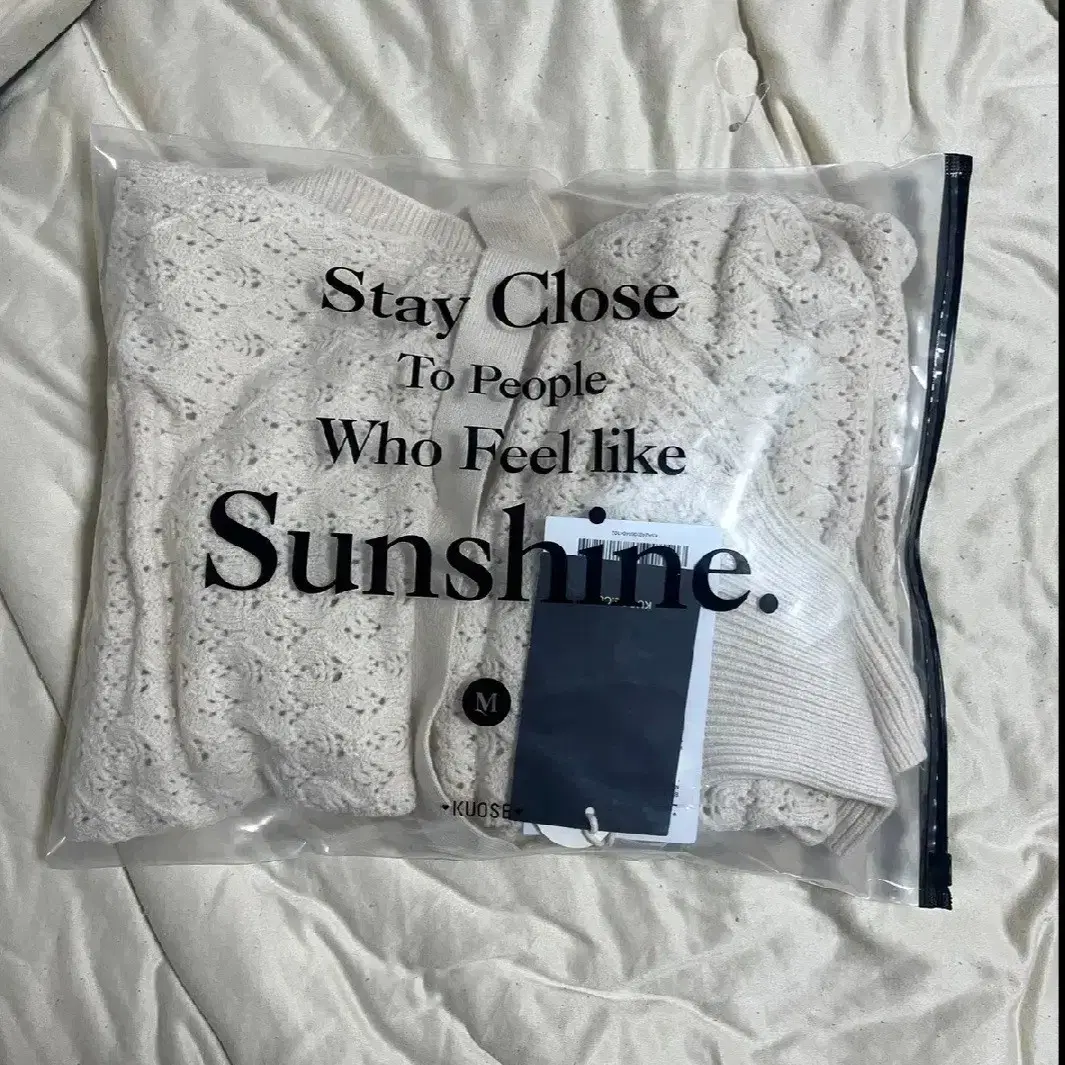 Stay Close
To People
Who Feel like
Sunshine.
M
♥KUOSE♥